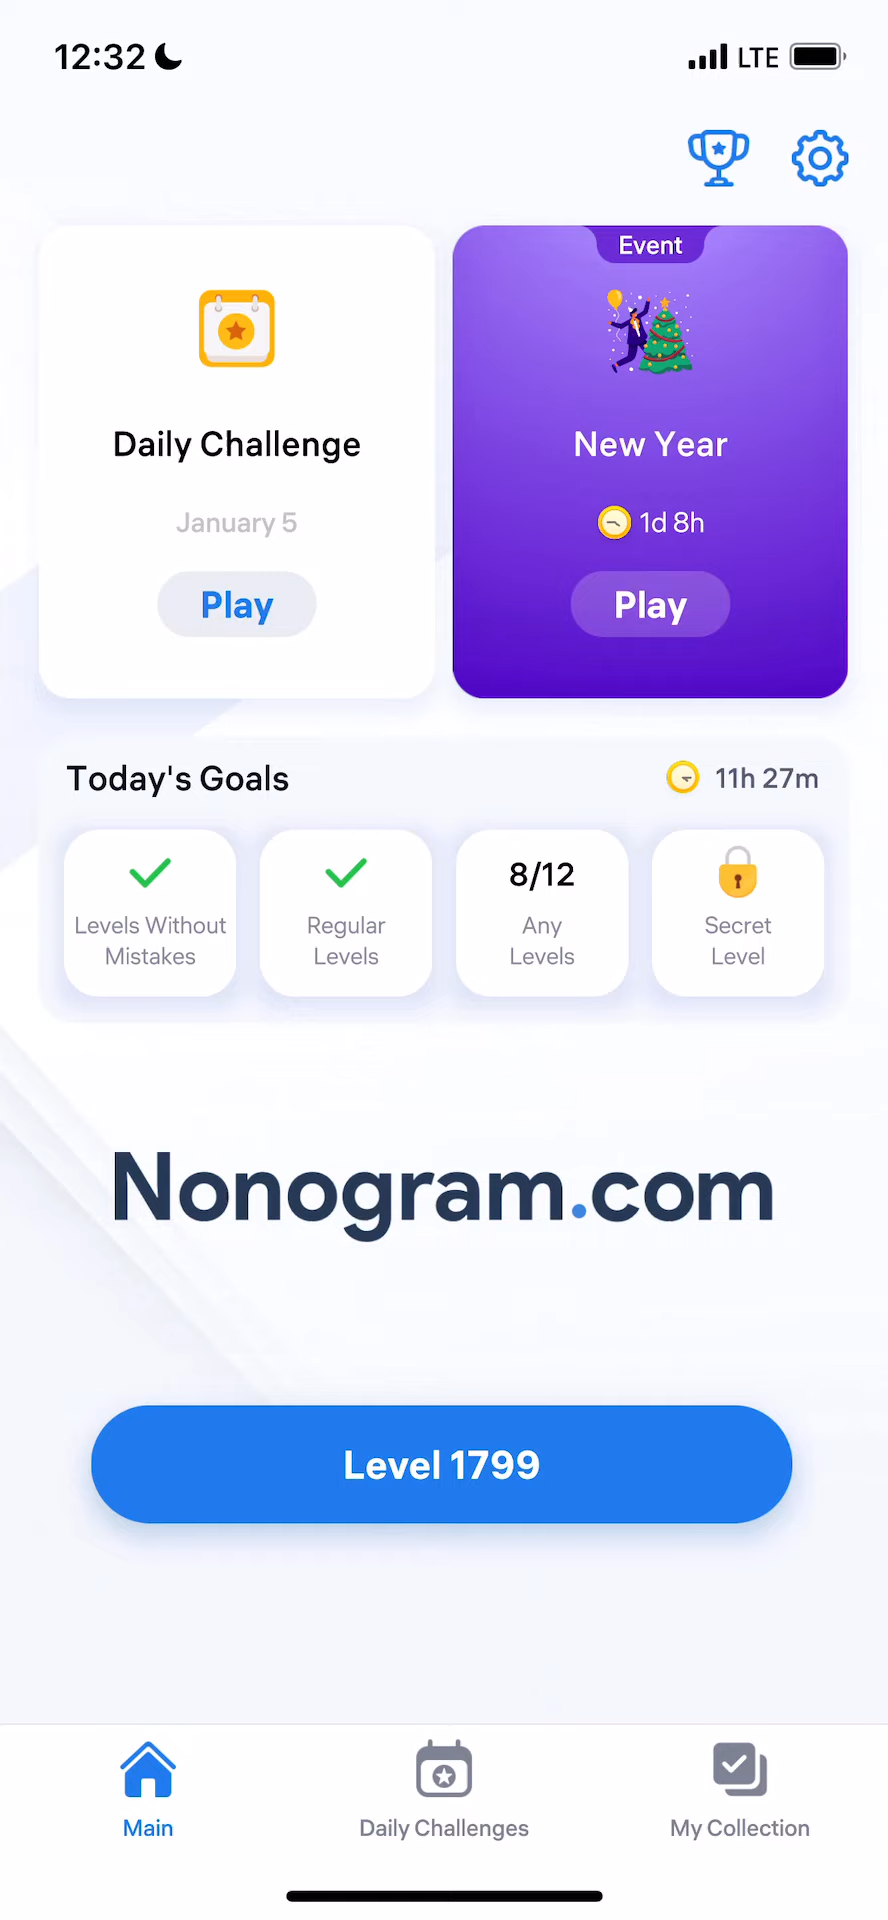 12:32
LTE
Event
Daily Challenge
New Year
January 5
1d 8h
Play
Play
Today's Goals
11h 27m
8/12
Levels Without
Mistakes
Regular
Levels
Any
Levels
Secret
Level
Nonogram.com
Level 1799
Main
Daily Challenges
My Collection